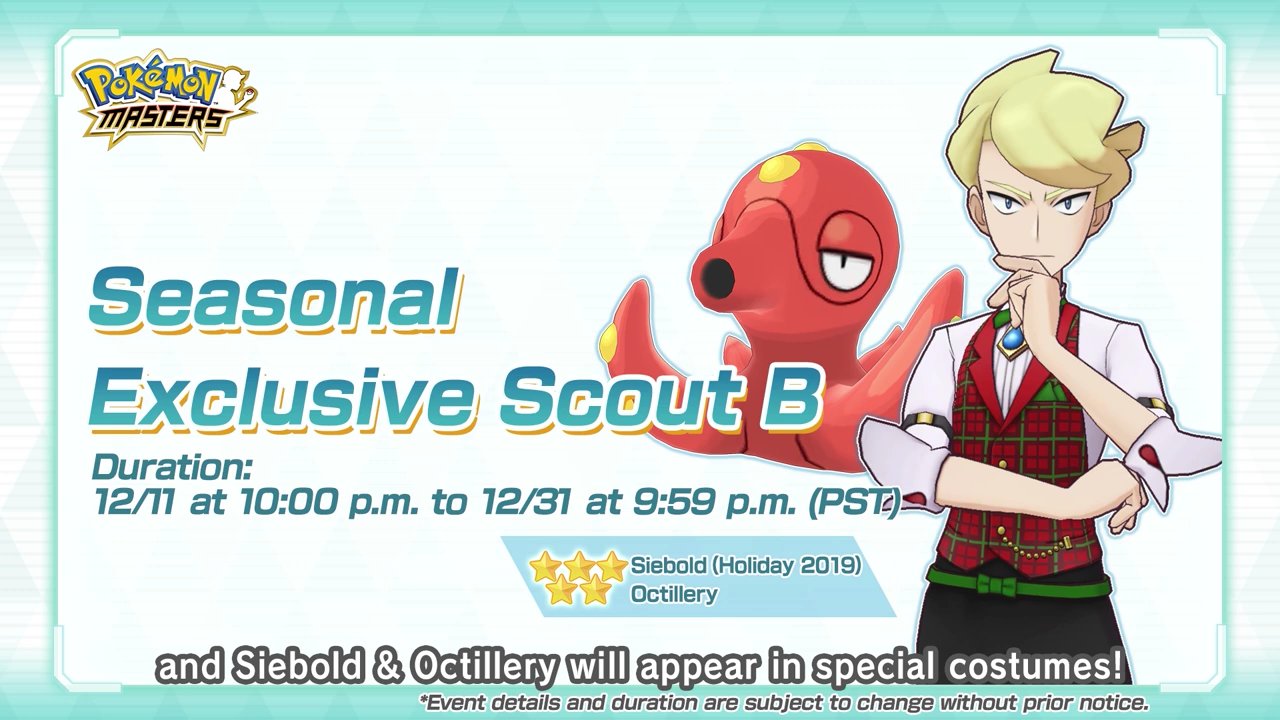 POKÉMON
MASTERS
Seasonal
Exclusive Scout B
Duration:
12/11 at 10:00 p.m. to 12/31 at 9:59 p.m. (PST)
Siebold (Holiday 2019)
Octillery
and Siebold & Octillery will appear in special costumes!
*Event details and duration are subject to change without prior notice.